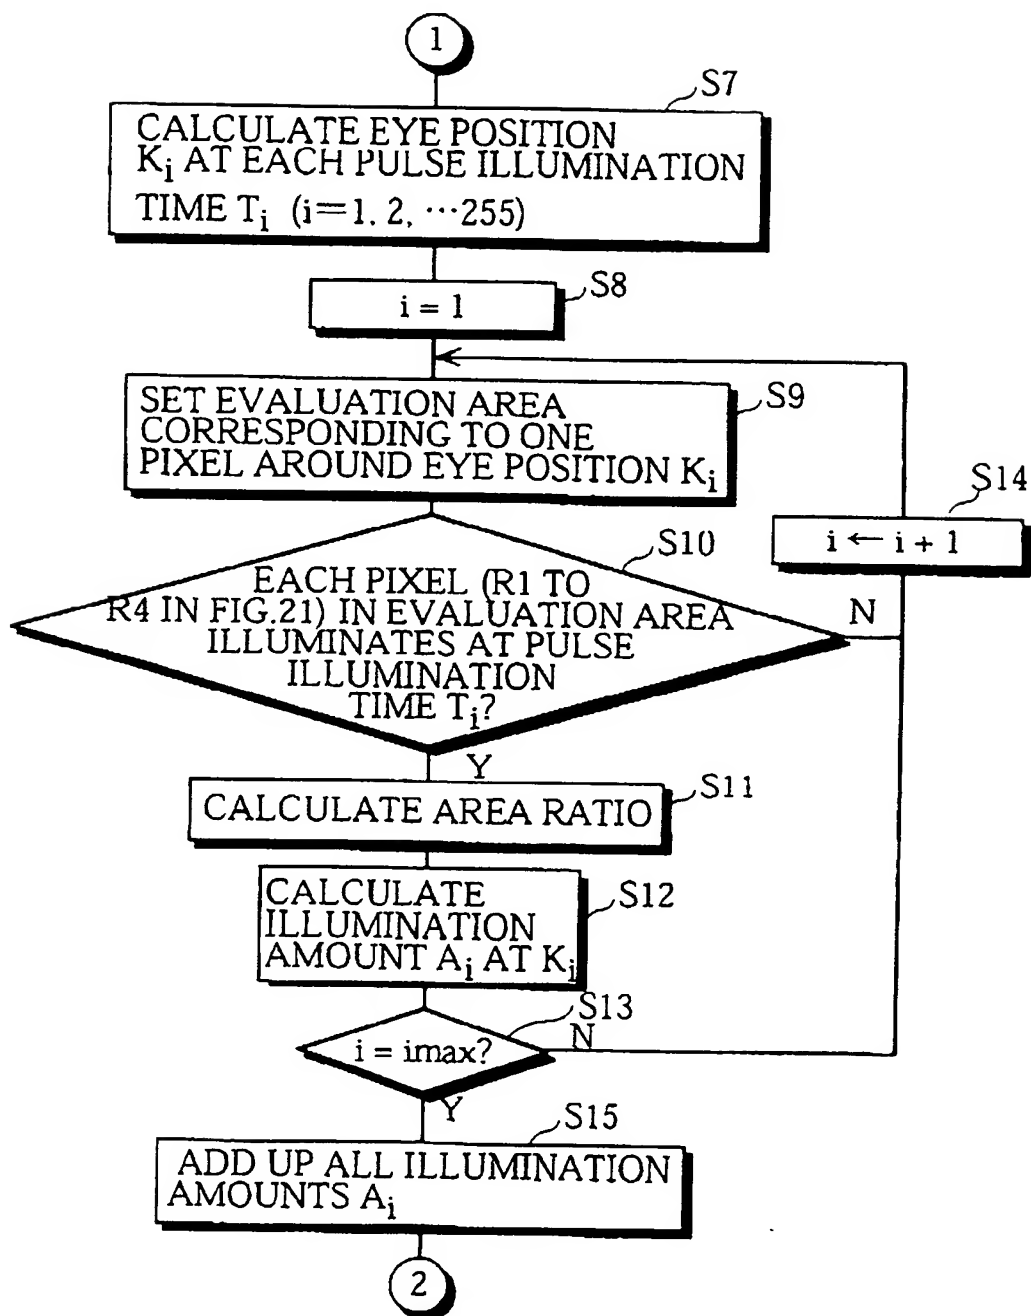 1
S7
CALCULATE EYE POSITION
Ki AT EACH PULSE ILLUMINATION
TIME Ti (i=1, 2, ···255)
S8
i = 1
S9
SET EVALUATION AREA
CORRESPONDING TO ONE
PIXEL AROUND EYE POSITION Ki
S14
i ← i + 1
S10
EACH PIXEL (R1 TO
R4 IN FIG.21) IN EVALUATION AREA
ILLUMINATES AT PULSE
ILLUMINATION
TIME Ti?
N
Y
S11
CALCULATE AREA RATIO
S12
CALCULATE
ILLUMINATION
AMOUNT Ai AT Ki
S13
i = imax?
N
Y
S15
ADD UP ALL ILLUMINATION
AMOUNTS Ai
2